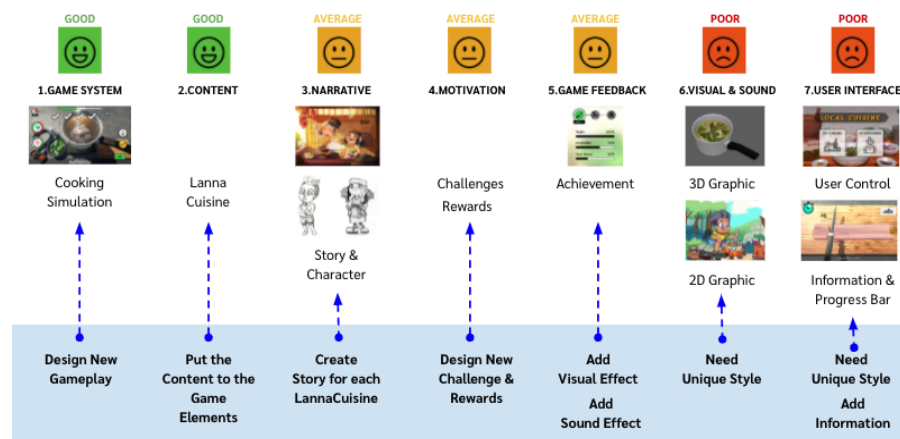 GOOD
GOOD
AVERAGE
AVERAGE
AVERAGE
POOR
POOR
1.GAME SYSTEM
2.CONTENT
3.NARRATIVE
4.MOTIVATION
5.GAME FEEDBACK
6.VISUAL & SOUND
7.USER INTERFACE
LOCAL CUISINE
Cooking
Simulation
Lanna
Cuisine
Story &
Character
Challenges
Rewards
Achievement
3D Graphic
2D Graphic
User Control
Information &
Progress Bar
Design New
Gameplay
Put the
Content to the
Game
Elements
Create
Story for each
LannaCuisine
Design New
Challenge &
Rewards
Add
Visual Effect
Add
Sound Effect
Need
Unique Style
Need
Unique Style
Add
Information